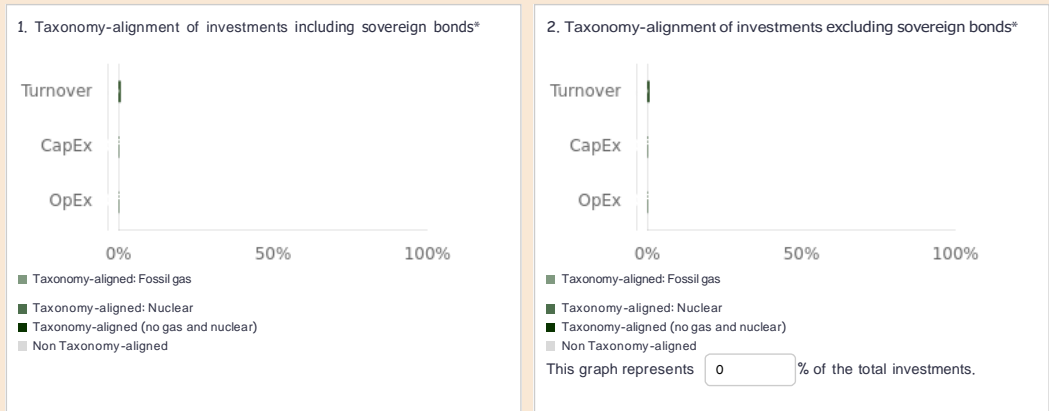 1. Taxonomy-alignment of investments including sovereign bonds*
Turnover
CapEx
OpEx
0% 50% 100%
Taxonomy-aligned: Fossil gas
Taxonomy-aligned: Nuclear
Taxonomy-aligned (no gas and nuclear)
Non Taxonomy-aligned
2. Taxonomy-alignment of investments excluding sovereign bonds*
Turnover
CapEx
OpEx
0% 50% 100%
Taxonomy-aligned: Fossil gas
Taxonomy-aligned: Nuclear
Taxonomy-aligned (no gas and nuclear)
Non Taxonomy-aligned
This graph represents 0 % of the total investments.